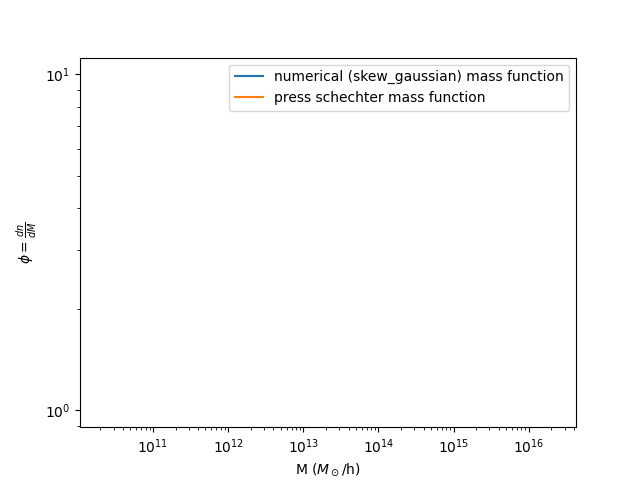 numerical (skew_gaussian) mass function
press schechter mass function
10¹
10⁰
ϕ = dn/dM
10¹¹ 10¹² 10¹³ 10¹⁴ 10¹⁵ 10¹⁶
M (M⊙/h)